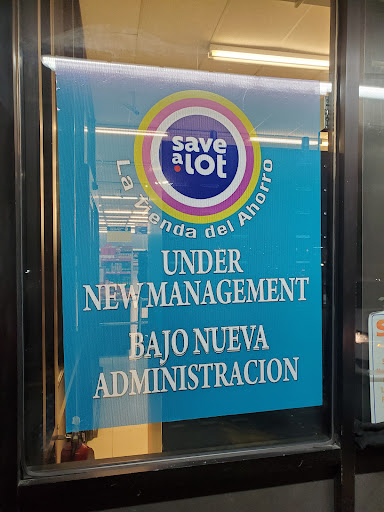 save
a
LOT
La Tienda del Ahorro
UNDER
NEW MANAGEMENT
BAJO NUEVA
ADMINISTRACION